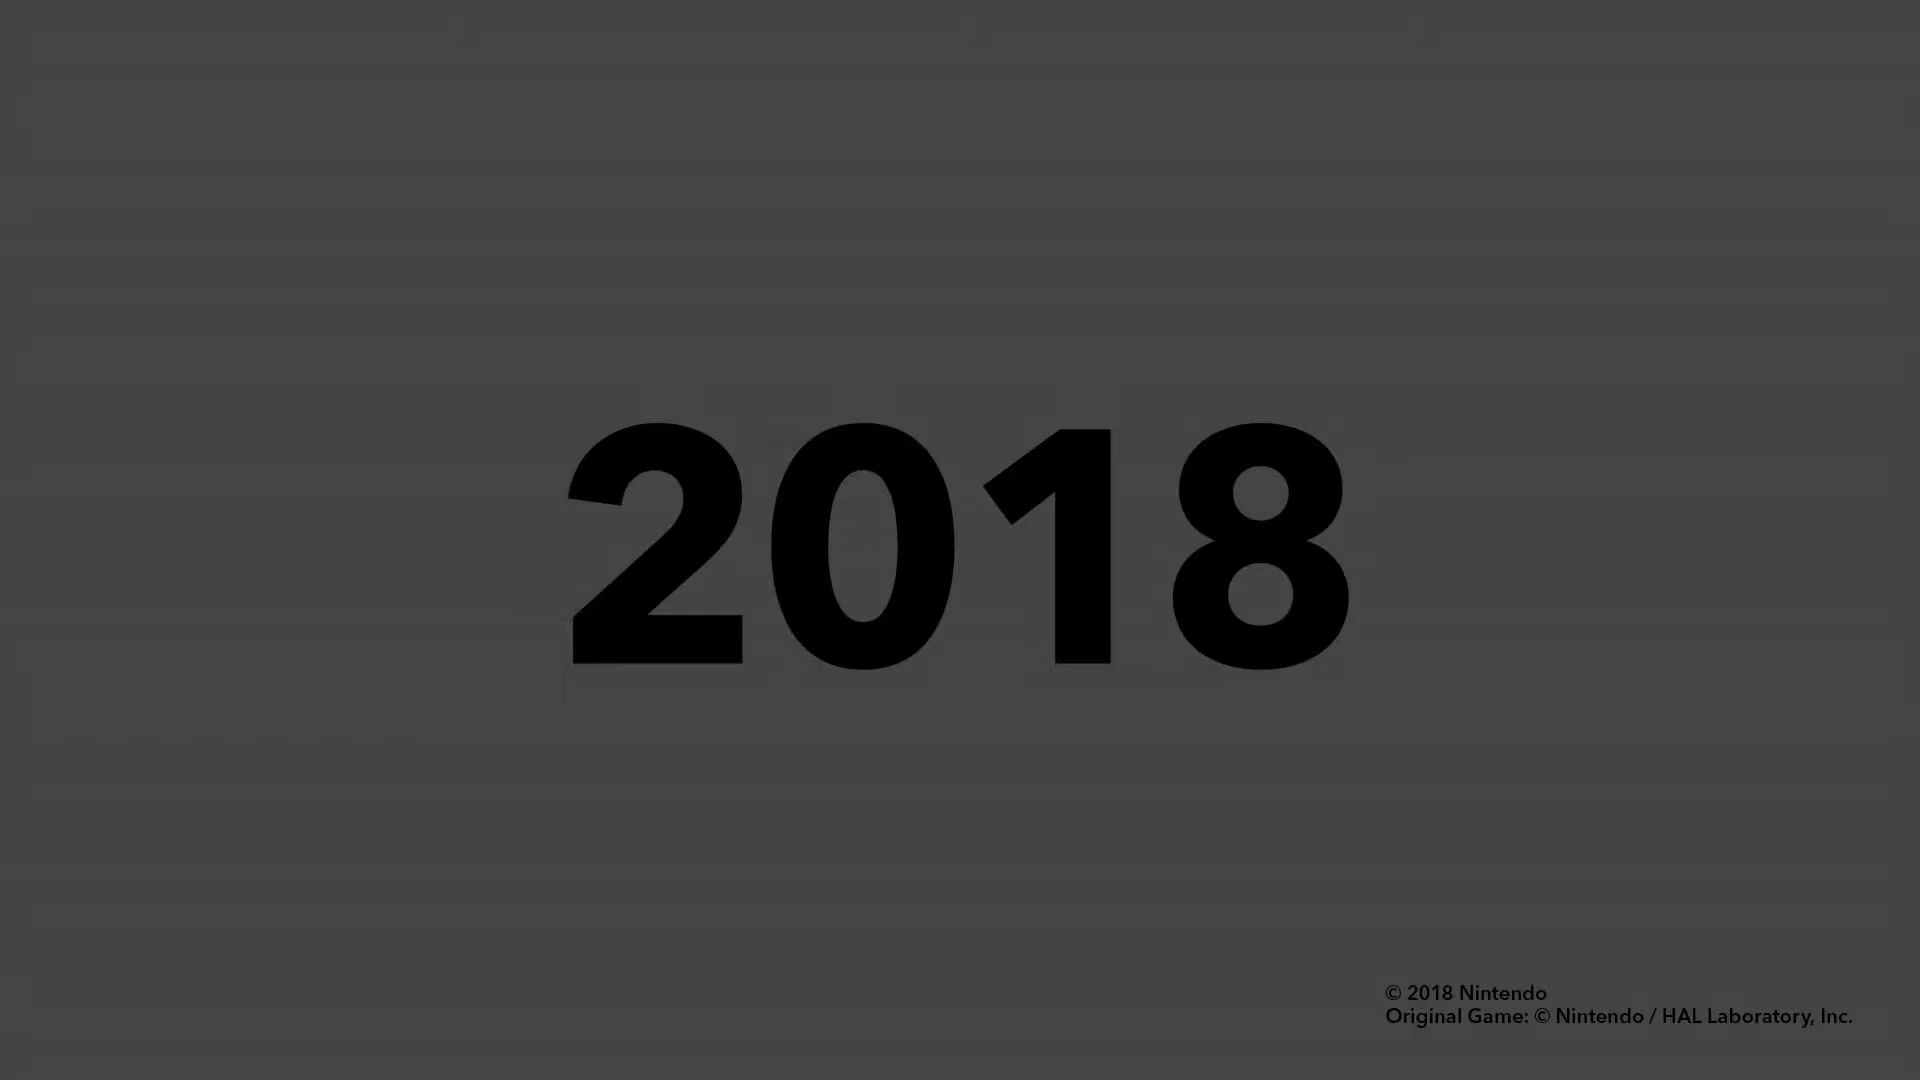 2018
© 2018 Nintendo
Original Game: © Nintendo / HAL Laboratory, Inc.